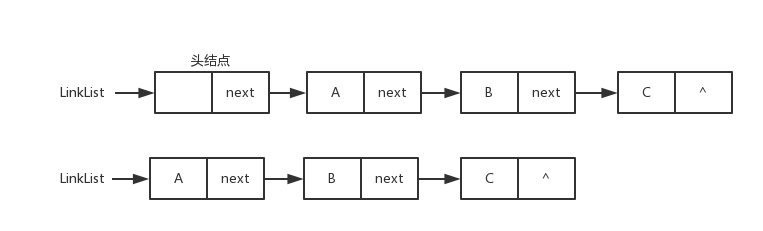 头结点
LinkList next A next B next C ^
LinkList A next B next C ^